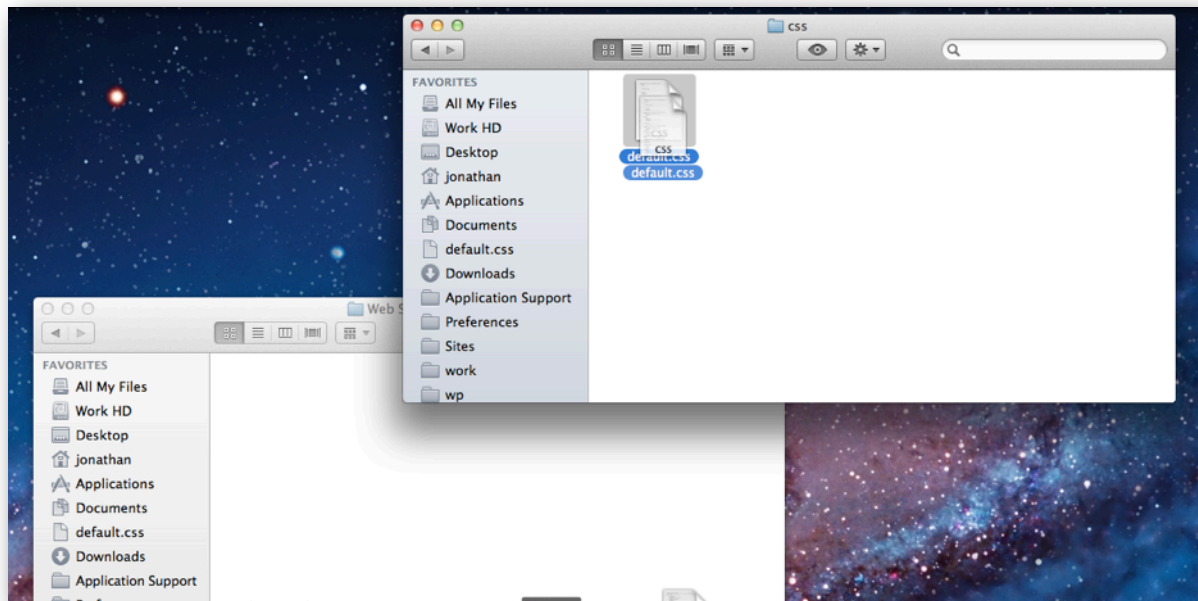 css
FAVORITES
All My Files
Work HD
Desktop
jonathan
Applications
Documents
default.css
Downloads
Application Support
Preferences
Sites
work
wp
CSS
css
default.css
default.css
Web S
FAVORITES
All My Files
Work HD
Desktop
jonathan
Applications
Documents
default.css
Downloads
Application Support